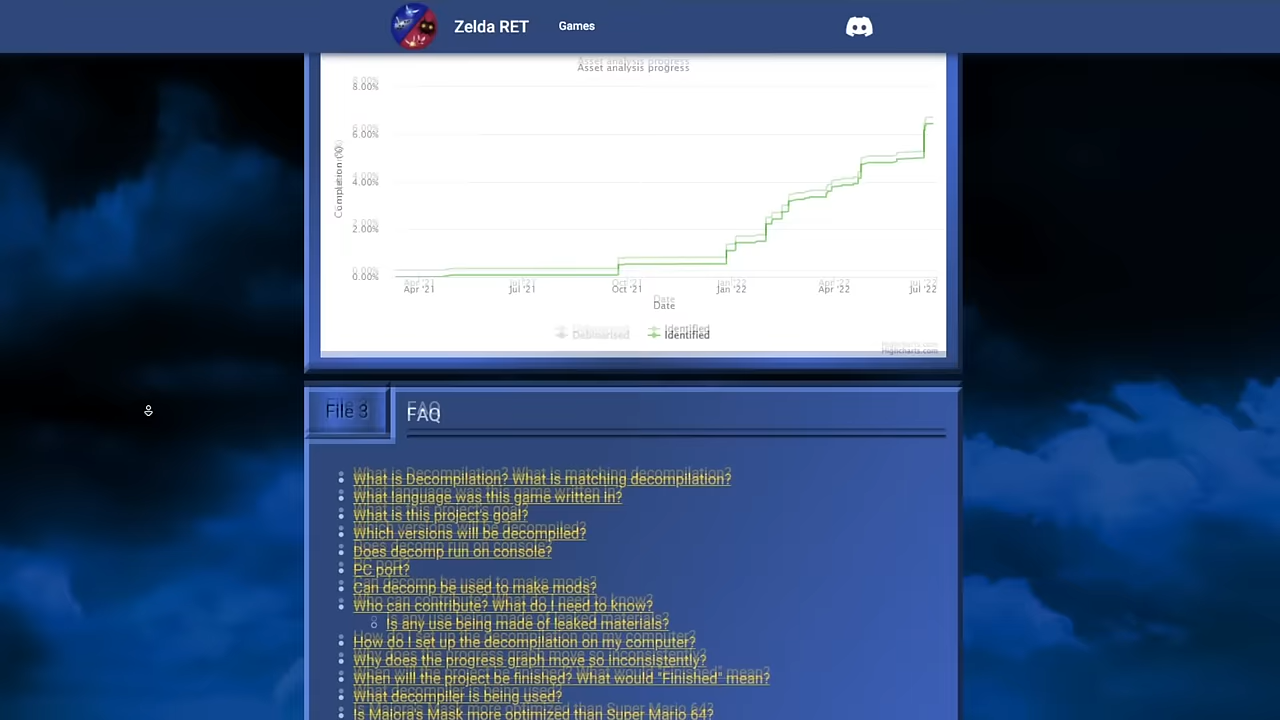 Zelda RET
Games
Asset analysis progress
8.00%
6.00%
4.00%
2.00%
0.00%
Completion (%)
Apr '21
Jul '21
Oct '21
Jan '22
Apr '22
Jul '22
Date
Debinarised
Identified
Highcharts.com
File 3
FAQ
What is Decompilation? What is matching decompilation?
What language was this game written in?
What is this project's goal?
Which versions will be decompiled?
Does decomp run on console?
PC port?
Can decomp be used to make mods?
Who can contribute? What do I need to know?
Is any use being made of leaked materials?
How do I set up the decompilation on my computer?
Why does the progress graph move so inconsistently?
When will the project be finished? What would "Finished" mean?
What decompiler is being used?
Is Majora's Mask more optimized than Super Mario 64?